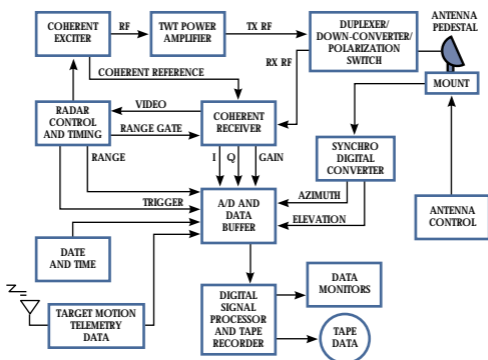 COHERENT
EXCITER
RF
TWT POWER
AMPLIFIER
TX RF
DUPLEXER/
DOWN-CONVERTER/
POLARIZATION
SWITCH
ANTENNA
PEDESTAL
RX RF
MOUNT
COHERENT REFERENCE
RADAR
CONTROL
AND TIMING
VIDEO
RANGE GATE
COHERENT
RECEIVER
RANGE
I
Q
GAIN
SYNCHRO
DIGITAL
CONVERTER
TRIGGER
A/D AND
DATA
BUFFER
AZIMUTH
ELEVATION
ANTENNA
CONTROL
DATE
AND TIME
TARGET MOTION
TELEMETRY
DATA
DIGITAL
SIGNAL
PROCESSOR
AND TAPE
RECORDER
DATA
MONITORS
TAPE
DATA